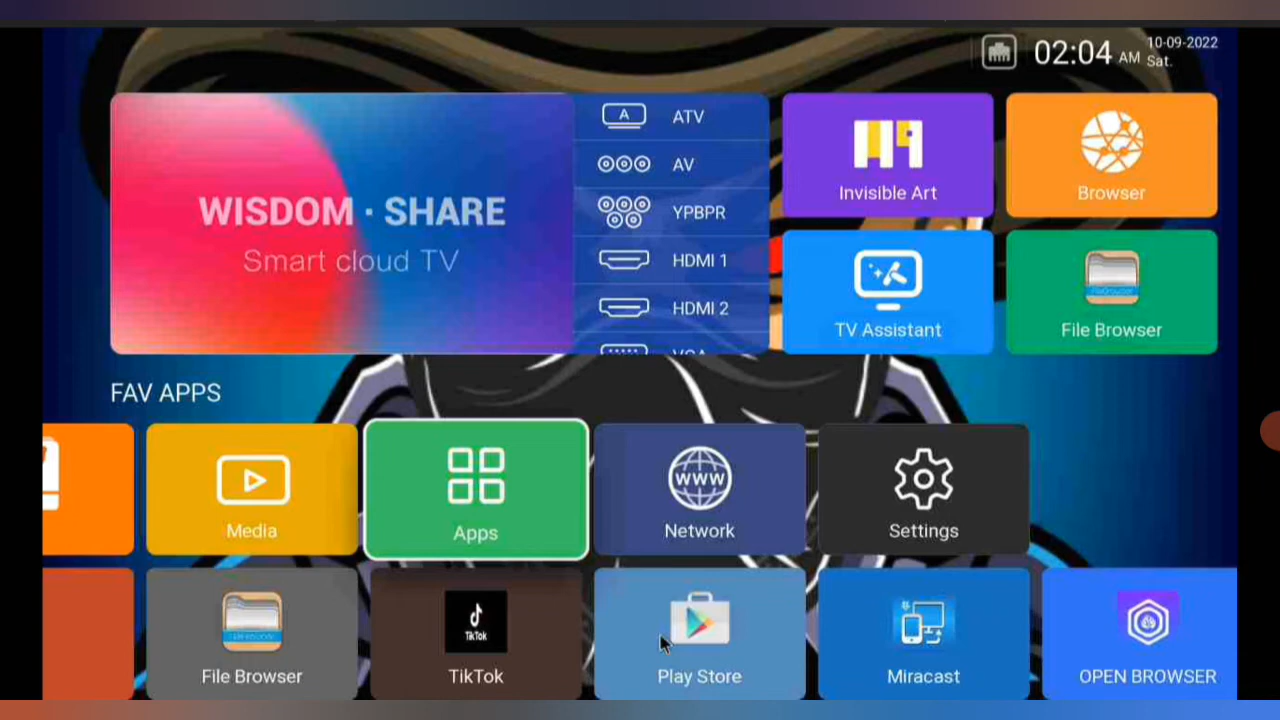 02:04 AM
10-09-2022
Sat.
WISDOM · SHARE
Smart cloud TV
A
ATV
AV
YPBPR
HDMI 1
HDMI 2
VGA
Invisible Art
Browser
TV Assistant
File Browser
FAV APPS
Media
Apps
WWW
Network
Settings
File Browser
TikTok
TikTok
Play Store
Miracast
OPEN BROWSER